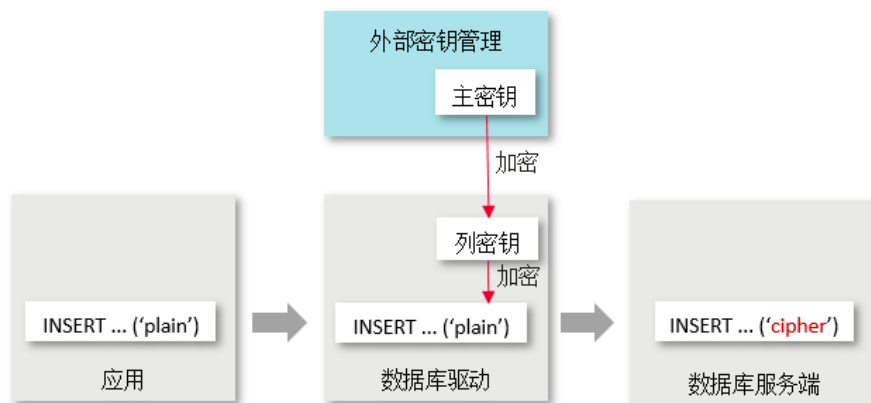 外部密钥管理
主密钥
加密
列密钥
加密
INSERT ... (‘plain’)
INSERT ... (‘plain’)
INSERT ... (‘cipher’)
应用
数据库驱动
数据库服务端